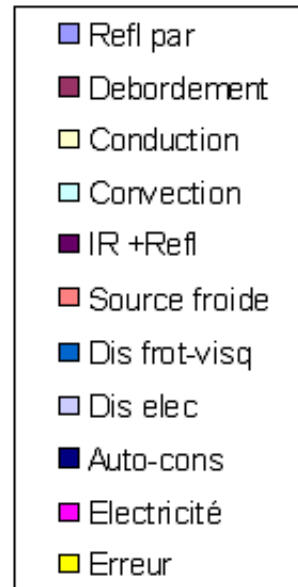 Refl par
Debordement
Conduction
Convection
IR +Refl
Source froide
Dis frot-visq
Dis elec
Auto-cons
Electricité
Erreur